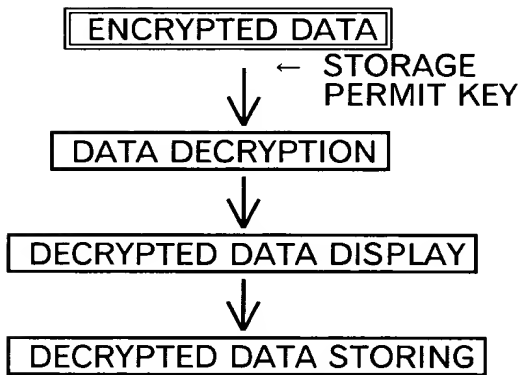 ENCRYPTED DATA
← STORAGE
PERMIT KEY
DATA DECRYPTION
DECRYPTED DATA DISPLAY
DECRYPTED DATA STORING